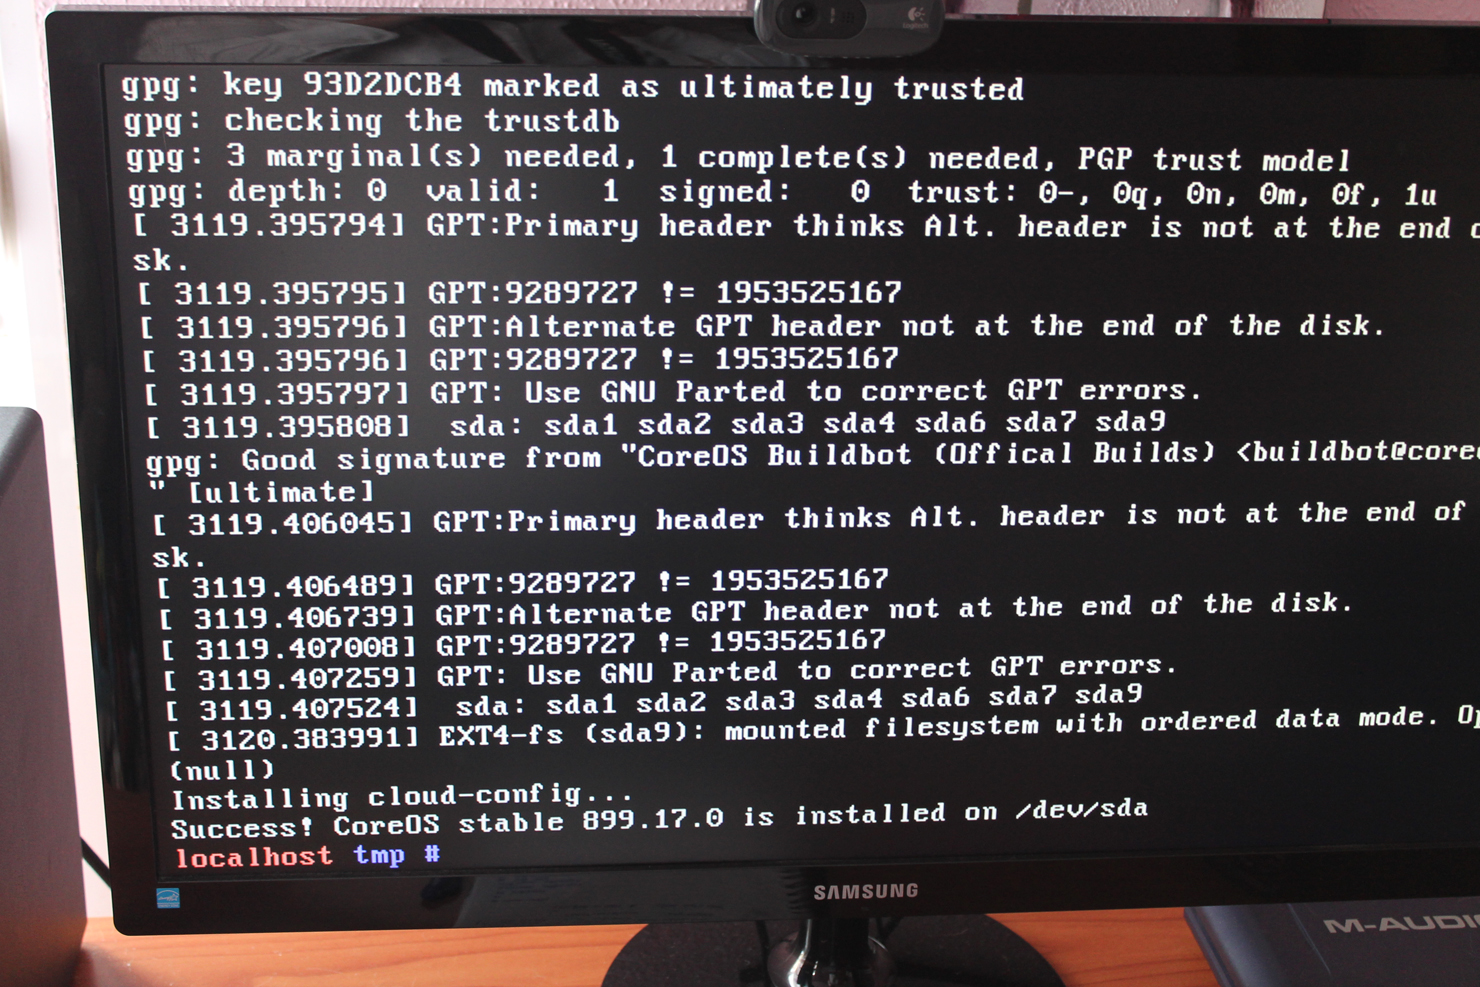 Logitech
gpg: key 93D2DCB4 marked as ultimately trusted
gpg: checking the trustdb
gpg: 3 marginal(s) needed, 1 complete(s) needed, PGP trust model
gpg: depth: 0 valid: 1 signed: 0 trust: 0-, 0q, 0n, 0m, 0f, 1u
[ 3119.395794] GPT:Primary header thinks Alt. header is not at the end
sk.
[ 3119.395795] GPT:9289727 != 1953525167
[ 3119.395796] GPT:Alternate GPT header not at the end of the disk.
[ 3119.395796] GPT:9289727 != 1953525167
[ 3119.395797] GPT: Use GNU Parted to correct GPT errors.
[ 3119.395808] sda: sda1 sda2 sda3 sda4 sda6 sda7 sda9
gpg: Good signature from "CoreOS Buildbot (Offical Builds) <buildbot@core
" [ultimate]
[ 3119.406045] GPT:Primary header thinks Alt. header is not at the end of
sk.
[ 3119.406489] GPT:9289727 != 1953525167
[ 3119.406739] GPT:Alternate GPT header not at the end of the disk.
[ 3119.407008] GPT:9289727 != 1953525167
[ 3119.407259] GPT: Use GNU Parted to correct GPT errors.
[ 3119.407524] sda: sda1 sda2 sda3 sda4 sda6 sda7 sda9
[ 3120.383991] EXT4-fs (sda9): mounted filesystem with ordered data mode. Op
(null)
Installing cloud-config...
Success! CoreOS stable 899.17.0 is installed on /dev/sda
localhost tmp #
SAMSUNG
M-AUDI